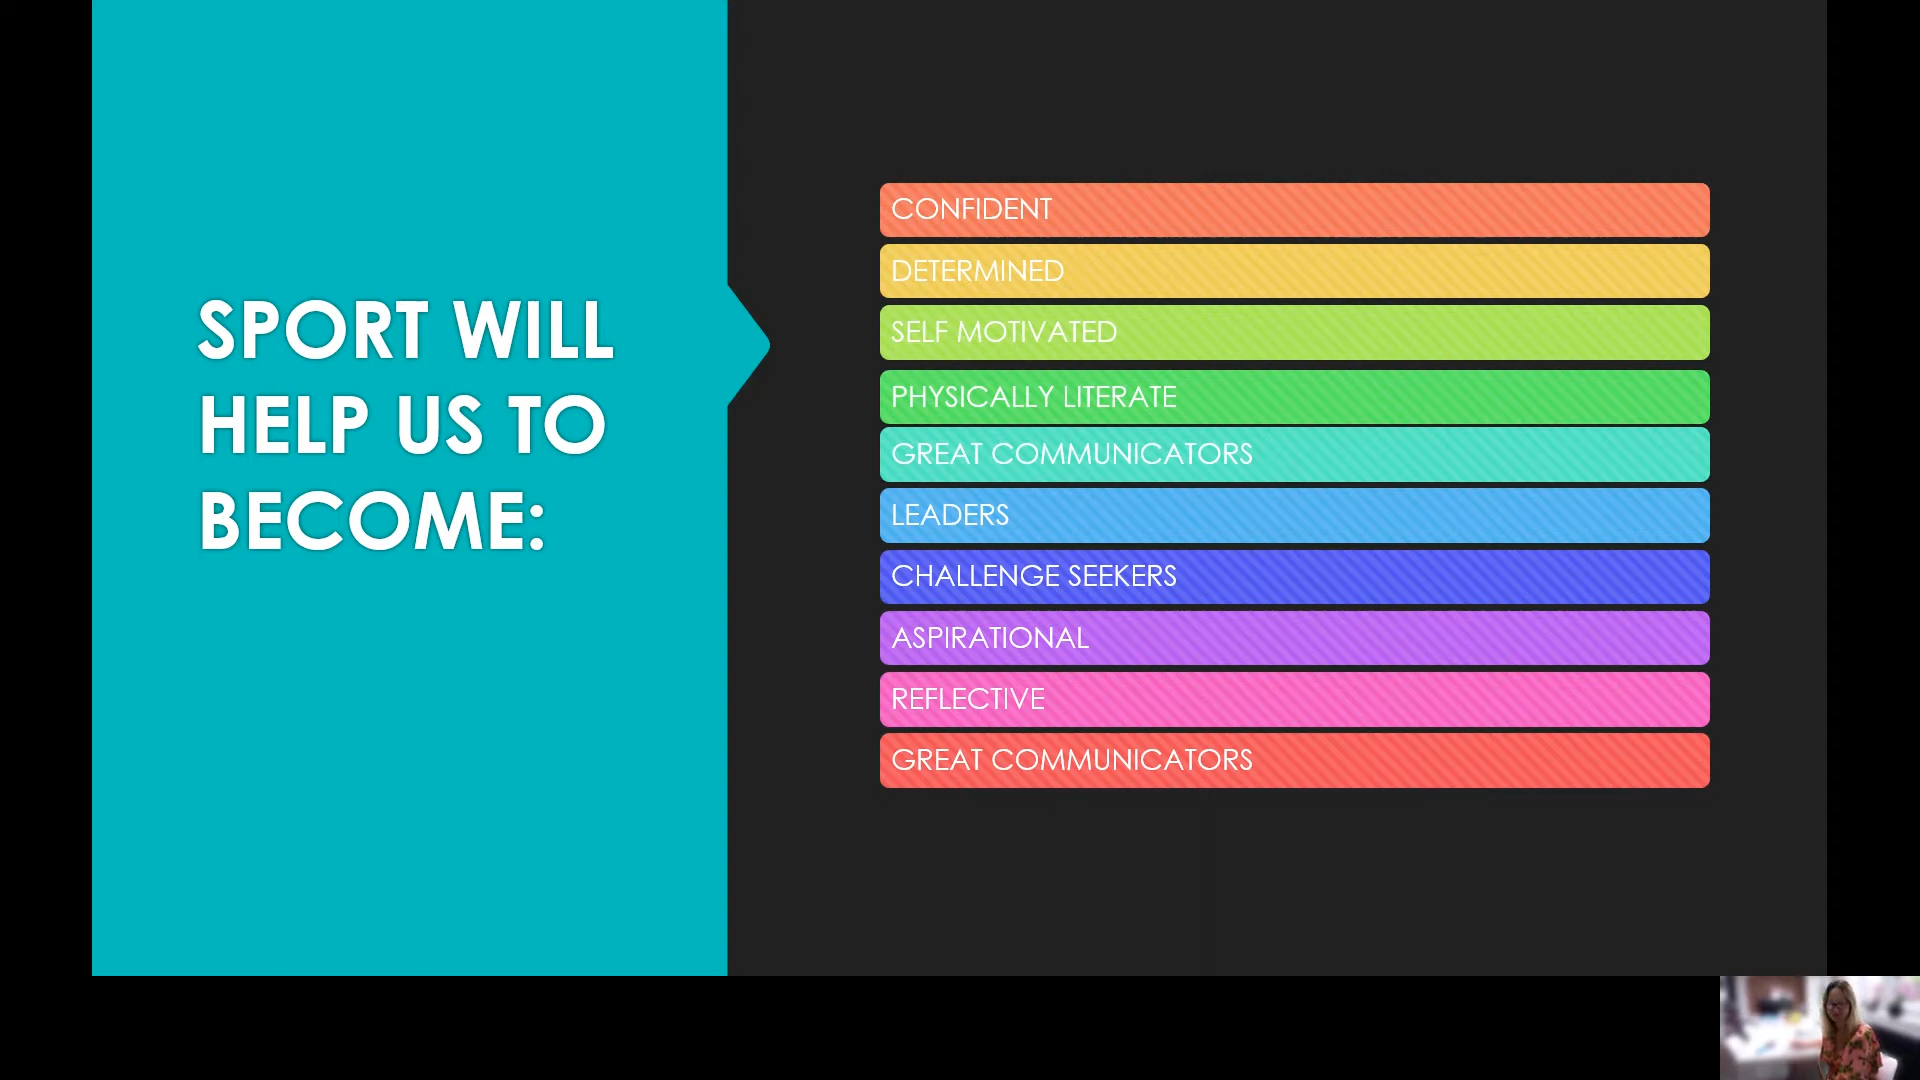 SPORT WILL
HELP US TO
BECOME:
CONFIDENT
DETERMINED
SELF MOTIVATED
PHYSICALLY LITERATE
GREAT COMMUNICATORS
LEADERS
CHALLENGE SEEKERS
ASPIRATIONAL
REFLECTIVE
GREAT COMMUNICATORS